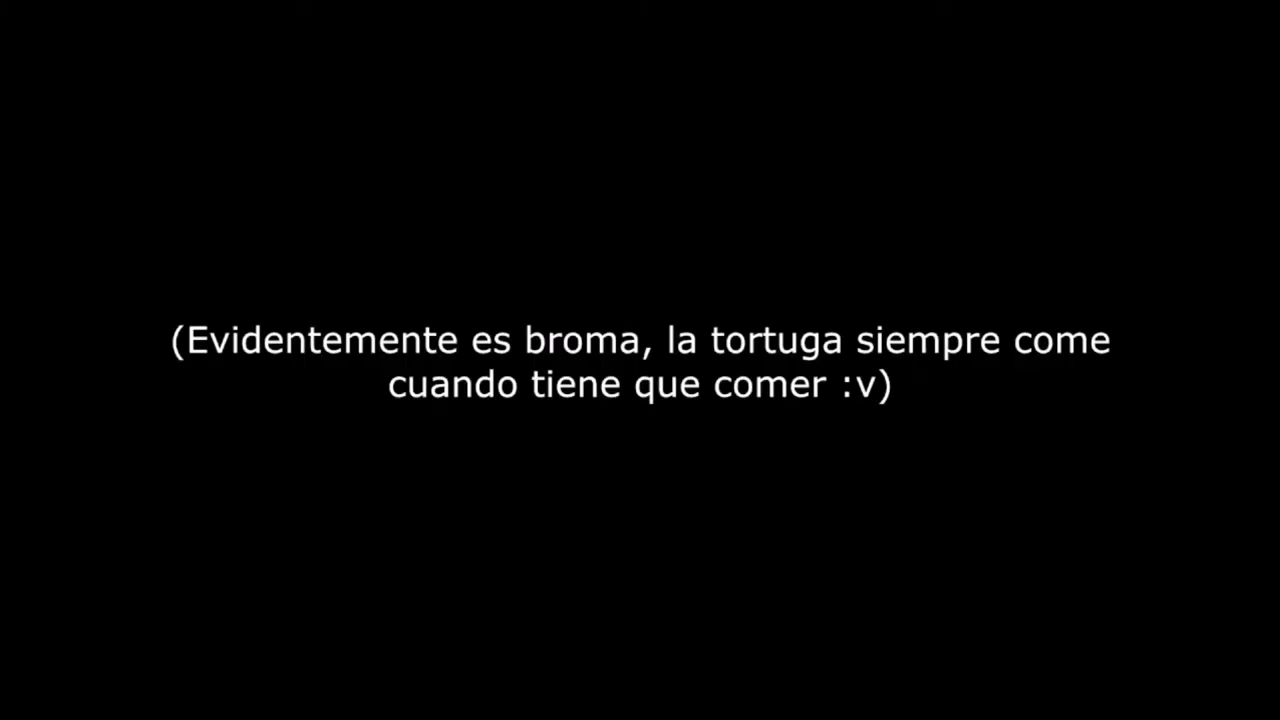 (Evidentemente es broma, la tortuga siempre come
cuando tiene que comer :v)